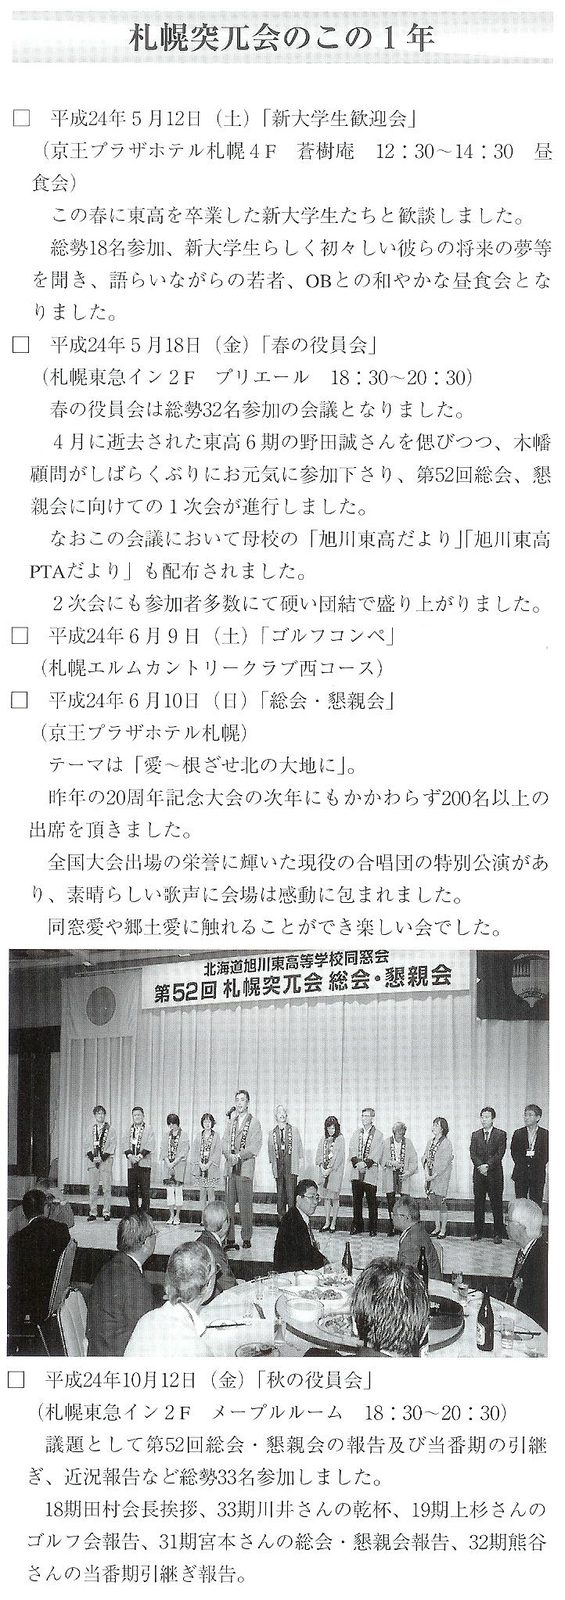 札幌突兀会のこの１年
□　平成24年５月12日（土）「新大学生歓迎会」
（京王プラザホテル札幌４F　蒼樹庵　12：30～14：30　昼
食会）
この春に東高を卒業した新大学生たちと歓談しました。
総勢18名参加、新大学生らしく初々しい彼らの将来の夢等
を聞き、語らいながらの若者、OBとの和やかな昼食会とな
りました。
□　平成24年５月18日（金）「春の役員会」
（札幌東急イン２F　プリエール　18：30～20：30）
春の役員会は総勢32名参加の会議となりました。
４月に逝去された東高６期の野田誠さんを偲びつつ、木幡
顧問がしばらくぶりにお元気に参加下さり、第52回総会、懇
親会に向けての１次会が進行しました。
なおこの会議において母校の「旭川東高だより」「旭川東高
PTAだより」も配布されました。
２次会にも参加者多数にて硬い団結で盛り上がりました。
□　平成24年６月９日（土）「ゴルフコンペ」
（札幌エルムカントリークラブ西コース）
□　平成24年６月10日（日）「総会・懇親会」
（京王プラザホテル札幌）
テーマは「愛～根ざせ北の大地に」。
昨年の20周年記念大会の次年にもかかわらず200名以上の
出席を頂きました。
全国大会出場の栄誉に輝いた現役の合唱団の特別公演があ
り、素晴らしい歌声に会場は感動に包まれました。
同窓愛や郷土愛に触れることができ楽しい会でした。
北海道旭川東高等学校同窓会
第52回 札幌突兀会 総会・懇親会
□　平成24年10月12日（金）「秋の役員会」
（札幌東急イン２F　メープルルーム　18：30～20：30）
議題として第52回総会・懇親会の報告及び当番期の引継
ぎ、近況報告など総勢33名参加しました。
18期田村会長挨拶、33期川井さんの乾杯、19期上杉さんの
ゴルフ会報告、31期宮本さんの総会・懇親会報告、32期熊谷
さんの当番期引継ぎ報告。